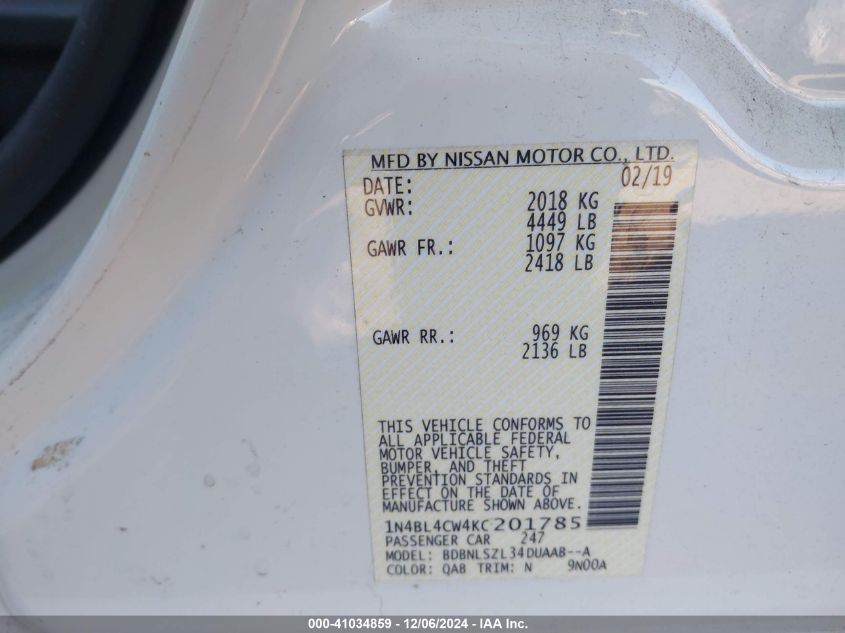 MFD BY NISSAN MOTOR CO., LTD.
DATE: 02/19
GVWR: 2018 KG
4449 LB
GAWR FR.: 1097 KG
2418 LB
GAWR RR.: 969 KG
2136 LB
THIS VEHICLE CONFORMS TO
ALL APPLICABLE FEDERAL
MOTOR VEHICLE SAFETY,
BUMPER, AND THEFT
PREVENTION STANDARDS IN
EFFECT ON THE DATE OF
MANUFACTURE SHOWN ABOVE.
1N4BL4CW4KC201785
PASSENGER CAR 247
MODEL: BDBNLSZL34DUAAB--A
COLOR: QAB TRIM: N 9N00A
000-41034859 - 12/06/2024 - IAA Inc.